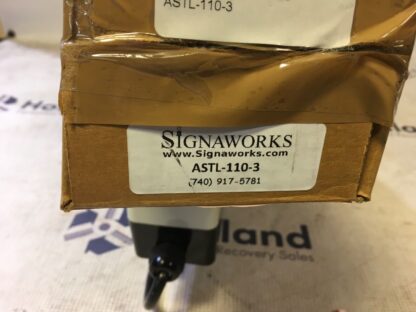 ASTL-110-3
SIGNAWORKS
www.Signaworks.com
ASTL-110-3
(740) 917-5781
land
Recovery Sales